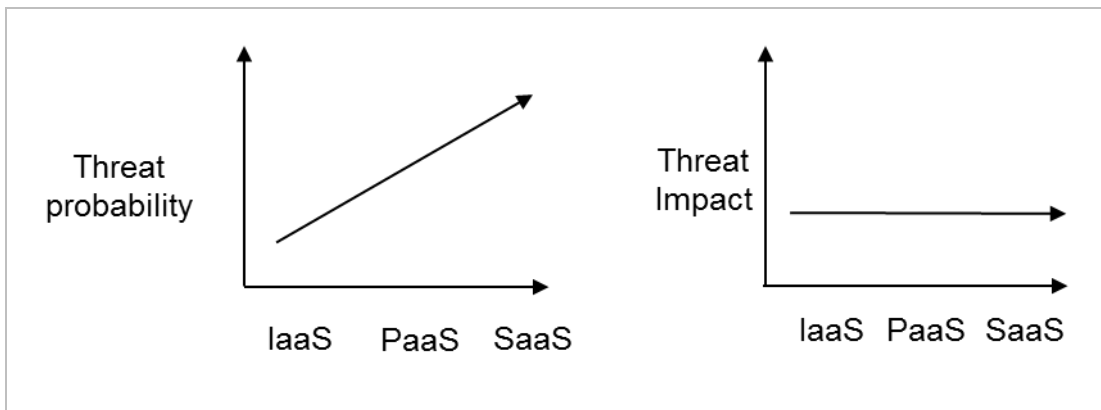 Threat
probability
IaaS PaaS SaaS
Threat
Impact
IaaS PaaS SaaS